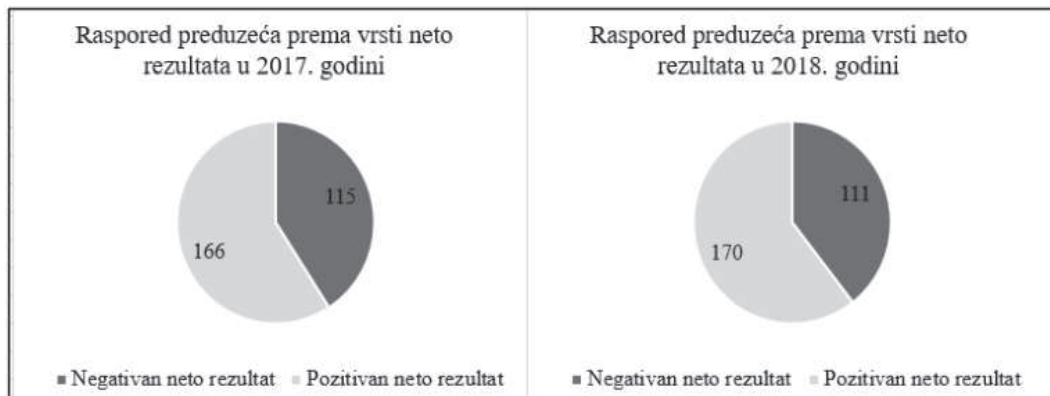 Raspored preduzeća prema vrsti neto
rezultata u 2017. godini
115
166
Negativan neto rezultat
Pozitivan neto rezultat
Raspored preduzeća prema vrsti neto
rezultata u 2018. godini
111
170
Negativan neto rezultat
Pozitivan neto rezultat